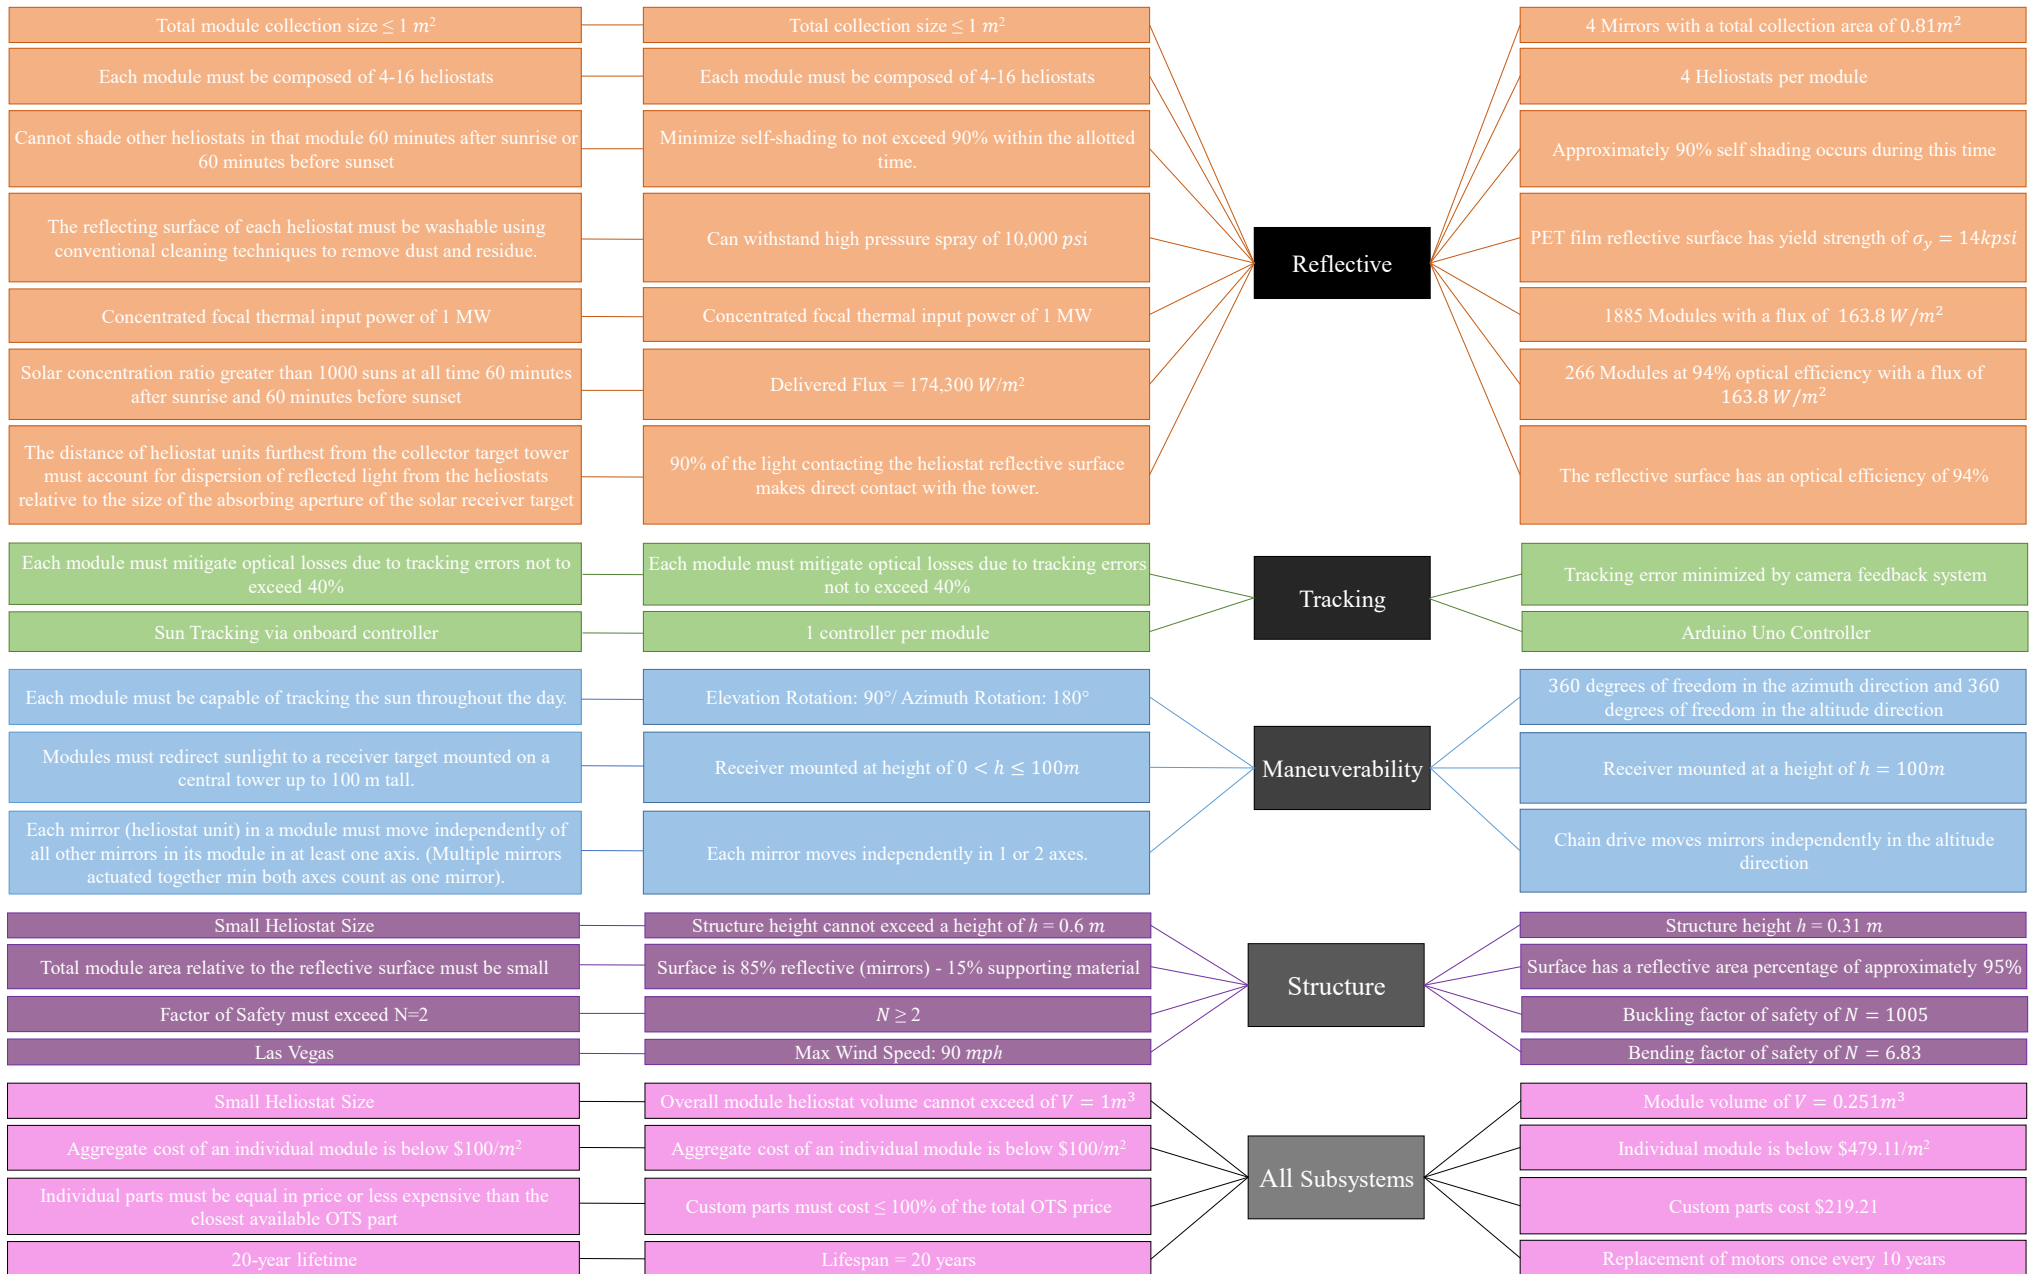 Total module collection size ≤ 1 m²
Total collection size ≤ 1 m²
4 Mirrors with a total collection area of 0.81m²
Each module must be composed of 4-16 heliostats
Each module must be composed of 4-16 heliostats
4 Heliostats per module
Cannot shade other heliostats in that module 60 minutes after sunrise or
60 minutes before sunset
Minimize self-shading to not exceed 90% within the allotted
time.
Approximately 90% self shading occurs during this time
The reflecting surface of each heliostat must be washable using
conventional cleaning techniques to remove dust and residue.
Can withstand high pressure spray of 10,000 psi
PET film reflective surface has yield strength of σy = 14kpsi
Reflective
Concentrated focal thermal input power of 1 MW
Concentrated focal thermal input power of 1 MW
1885 Modules with a flux of 163.8 W/m²
Solar concentration ratio greater than 1000 suns at all time 60 minutes
after sunrise and 60 minutes before sunset
Delivered Flux = 174,300 W/m²
266 Modules at 94% optical efficiency with a flux of
163.8 W/m²
The distance of heliostat units furthest from the collector target tower
must account for dispersion of reflected light from the heliostats
relative to the size of the absorbing aperture of the solar receiver target
90% of the light contacting the heliostat reflective surface
makes direct contact with the tower.
The reflective surface has an optical efficiency of 94%
Each module must mitigate optical losses due to tracking errors not to
exceed 40%
Each module must mitigate optical losses due to tracking errors
not to exceed 40%
Tracking
Tracking error minimized by camera feedback system
Sun Tracking via onboard controller
1 controller per module
Arduino Uno Controller
Each module must be capable of tracking the sun throughout the day.
Elevation Rotation: 90°/ Azimuth Rotation: 180°
360 degrees of freedom in the azimuth direction and 360
degrees of freedom in the altitude direction
Modules must redirect sunlight to a receiver target mounted on a
central tower up to 100 m tall.
Receiver mounted at height of 0 < h ≤ 100m
Maneuverability
Receiver mounted at a height of h = 100m
Each mirror (heliostat unit) in a module must move independently of
all other mirrors in its module in at least one axis. (Multiple mirrors
actuated together min both axes count as one mirror).
Each mirror moves independently in 1 or 2 axes.
Chain drive moves mirrors independently in the altitude
direction
Small Heliostat Size
Structure height cannot exceed a height of h = 0.6 m
Structure height h = 0.31 m
Total module area relative to the reflective surface must be small
Surface is 85% reflective (mirrors) - 15% supporting material
Structure
Surface has a reflective area percentage of approximately 95%
Factor of Safety must exceed N=2
N ≥ 2
Buckling factor of safety of N = 1005
Las Vegas
Max Wind Speed: 90 mph
Bending factor of safety of N = 6.83
Small Heliostat Size
Overall module heliostat volume cannot exceed of V = 1m³
Module volume of V = 0.251m³
Aggregate cost of an individual module is below $100/m²
Aggregate cost of an individual module is below $100/m²
Individual module is below $479.11/m²
All Subsystems
Individual parts must be equal in price or less expensive than the
closest available OTS part
Custom parts must cost ≤ 100% of the total OTS price
Custom parts cost $219.21
20-year lifetime
Lifespan = 20 years
Replacement of motors once every 10 years